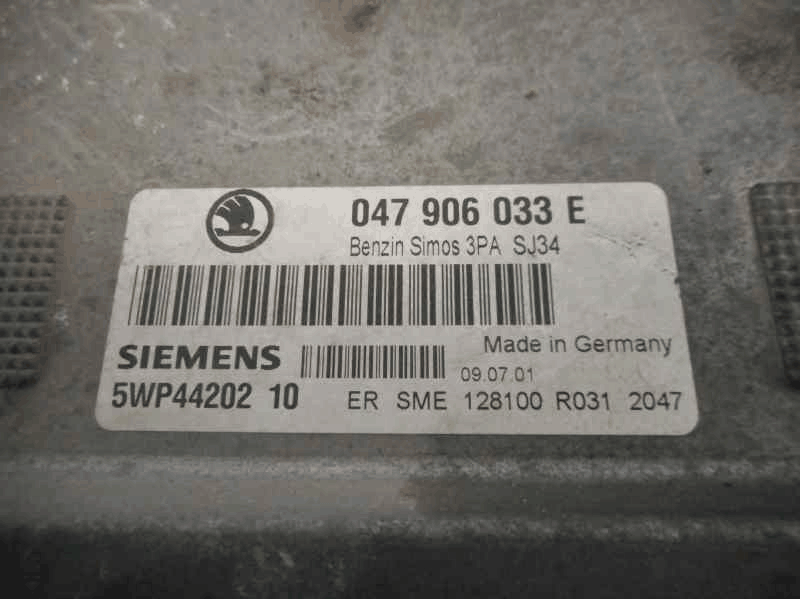 047 906 033 E
Benzin Simos 3PA SJ34
Made in Germany
SIEMENS
09.07.01
5WP44202 10 ER SME 128100 R031 2047